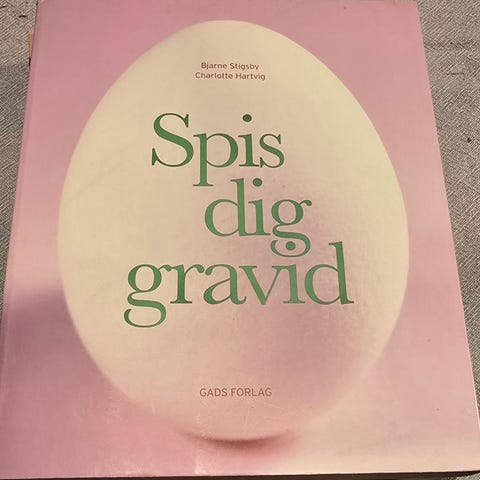 Bjarne Stigsby
Charlotte Hartvig
Spis
dig
gravid
GADS FORLAG